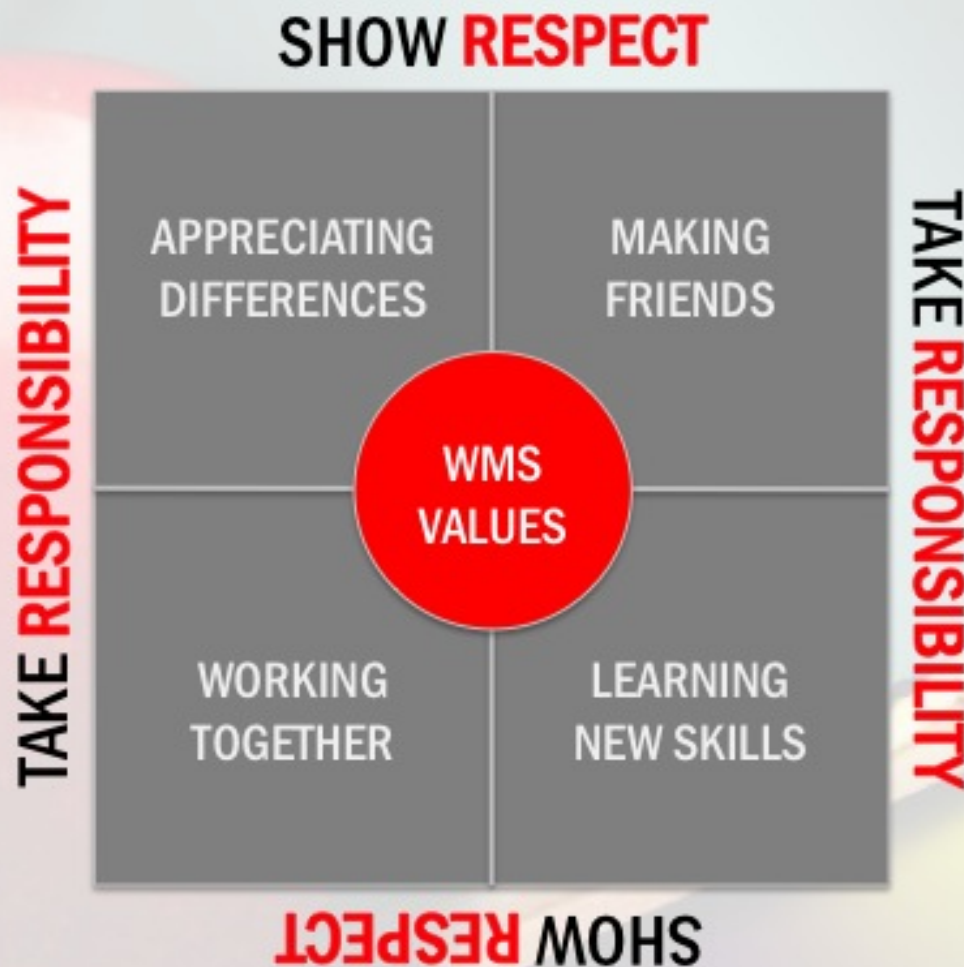 SHOW RESPECT
TAKE RESPONSIBILITY
APPRECIATING
DIFFERENCES
MAKING
FRIENDS
WMS
VALUES
WORKING
TOGETHER
LEARNING
NEW SKILLS
TAKE RESPONSIBILITY
SHOW RESPECT